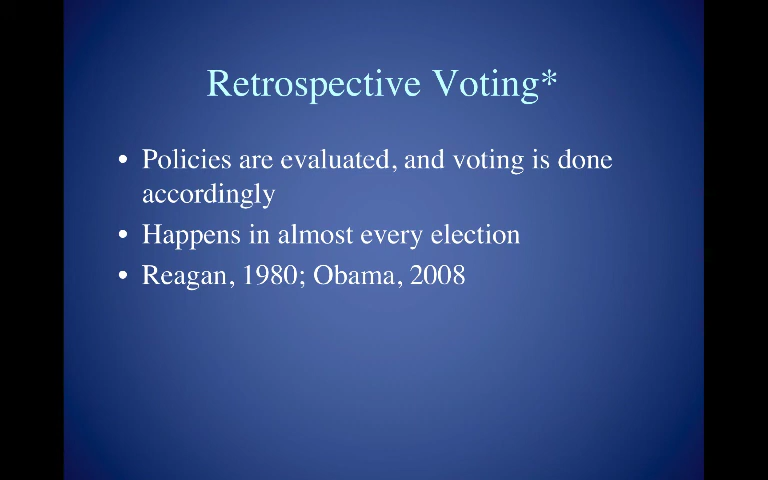 Retrospective Voting*
• Policies are evaluated, and voting is done
accordingly
• Happens in almost every election
• Reagan, 1980; Obama, 2008